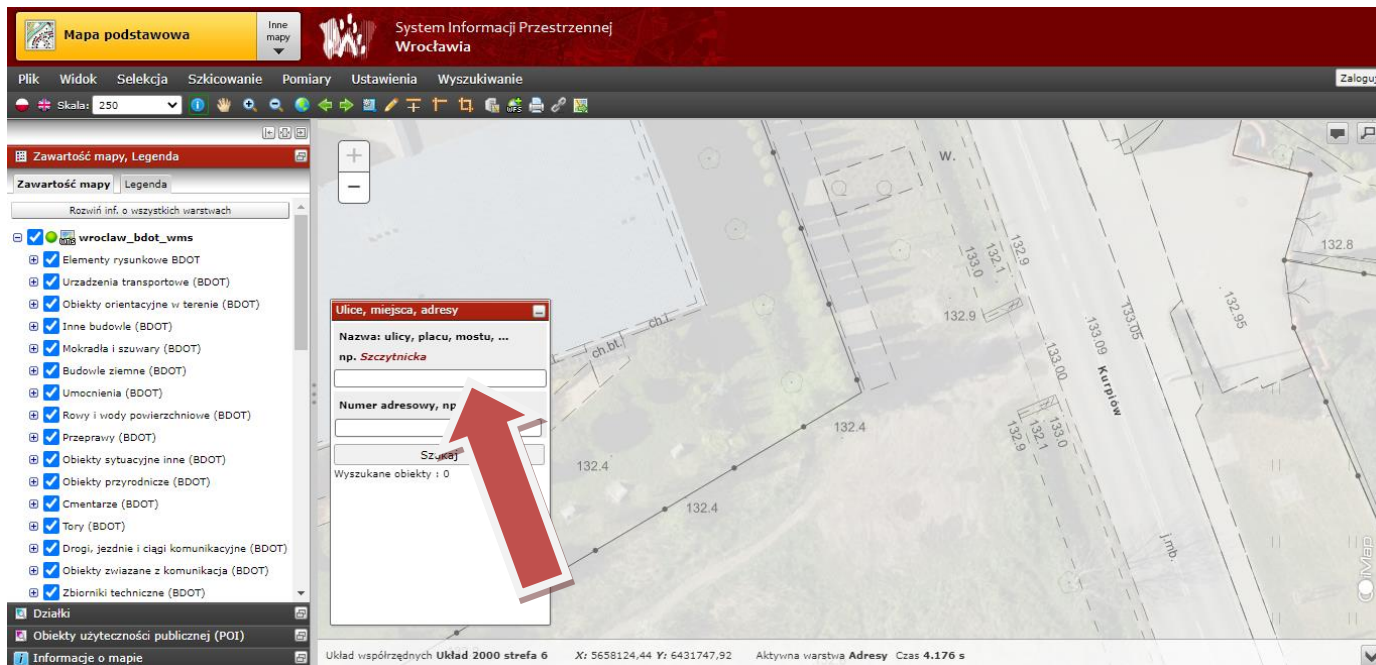 Mapa podstawowa
Inne
mapy
System Informacji Przestrzennej
Wrocławia
Plik Widok Selekcja Szkicowanie Pomiary Ustawienia Wyszukiwanie
Zaloguj
Skala: 250
WFS
Zawartość mapy, Legenda
Zawartość mapy Legenda
Rozwiń inf. o wszystkich warstwach
wroclaw_bdot_wms
Elementy rysunkowe BDOT
Urzadzenia transportowe (BDOT)
Obiekty orientacyjne w terenie (BDOT)
Inne budowle (BDOT)
Mokradła i szuwary (BDOT)
Budowle ziemne (BDOT)
Umocnienia (BDOT)
Rowy i wody powierzchniowe (BDOT)
Przeprawy (BDOT)
Obiekty sytuacyjne inne (BDOT)
Obiekty przyrodnicze (BDOT)
Cmentarze (BDOT)
Tory (BDOT)
Drogi, jezdnie i ciągi komunikacyjne (BDOT)
Obiekty zwiazane z komunikacja (BDOT)
Zbiorniki techniczne (BDOT)
Działki
Obiekty użyteczności publicznej (POI)
Informacje o mapie
Ulice, miejsca, adresy
Nazwa: ulicy, placu, mostu, ...
np. Szczytnicka
Numer adresowy, np
Szukaj
Wyszukane obiekty : 0
w.
132.9
132.1
133.0
132.8
132.95
132.9
133.05
133.09
133.00
Kurpiów
ch.l.
ch.bt.
132.4
133.0
132.1
132.9
132.4
132.4
j.mb.
iMap
Układ współrzędnych Układ 2000 strefa 6 X: 5658124,44 Y: 6431747,92 Aktywna warstwa Adresy Czas 4.176 s